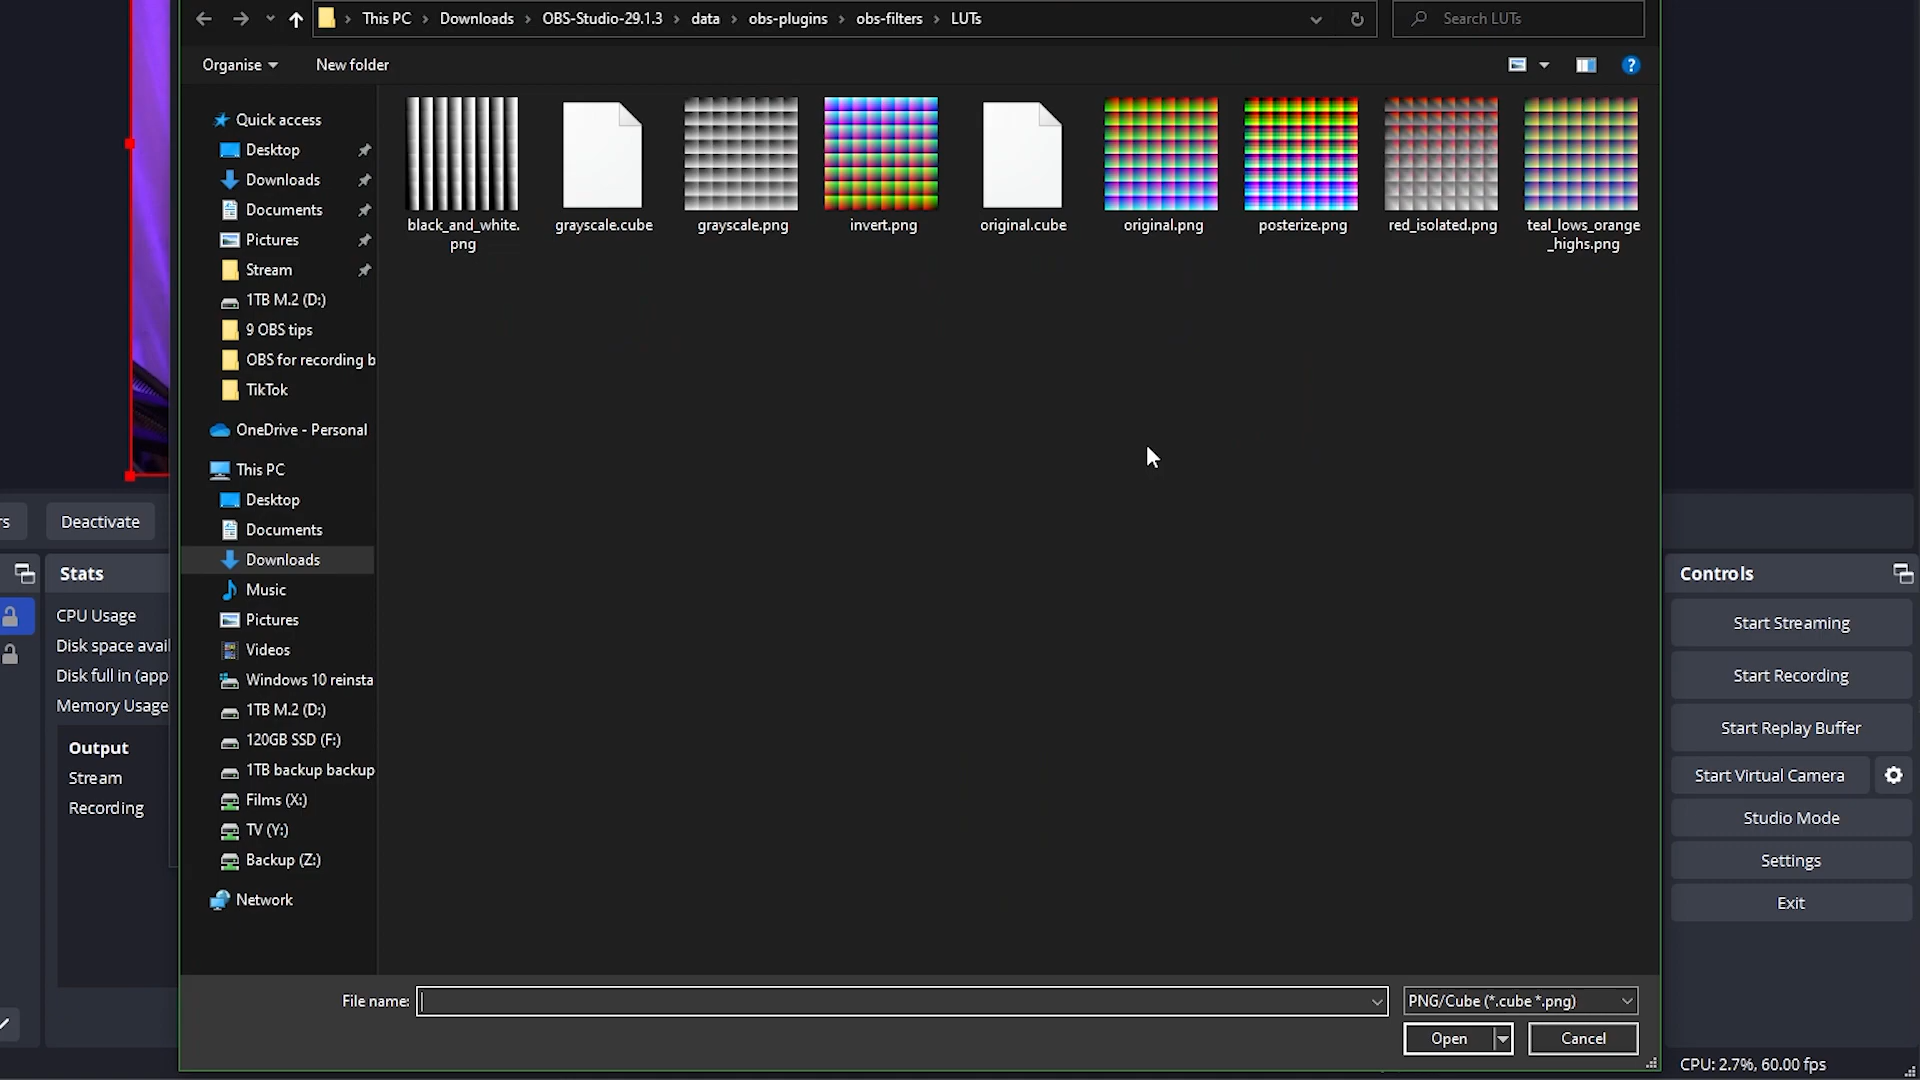 This PC > Downloads > OBS-Studio-29.1.3 > data > obs-plugins > obs-filters > LUTs
Search LUTs
Organise
New folder
?
Quick access
Desktop
Downloads
Documents
Pictures
Stream
1TB M.2 (D:)
9 OBS tips
OBS for recording b
TikTok
OneDrive - Personal
This PC
Desktop
Documents
Downloads
Music
Pictures
Videos
Windows 10 reinsta
1TB M.2 (D:)
120GB SSD (F:)
1TB backup backup
Films (X:)
TV (Y:)
Backup (Z:)
Network
black_and_white.
png
grayscale.cube
grayscale.png
invert.png
original.cube
original.png
posterize.png
red_isolated.png
teal_lows_orange
_highs.png
File name:
PNG/Cube (*.cube *.png)
Open
Cancel
rs
Deactivate
Stats
CPU Usage
Disk space avail
Disk full in (app
Memory Usage
Output
Stream
Recording
Controls
Start Streaming
Start Recording
Start Replay Buffer
Start Virtual Camera
Studio Mode
Settings
Exit
CPU: 2.7%, 60.00 fps